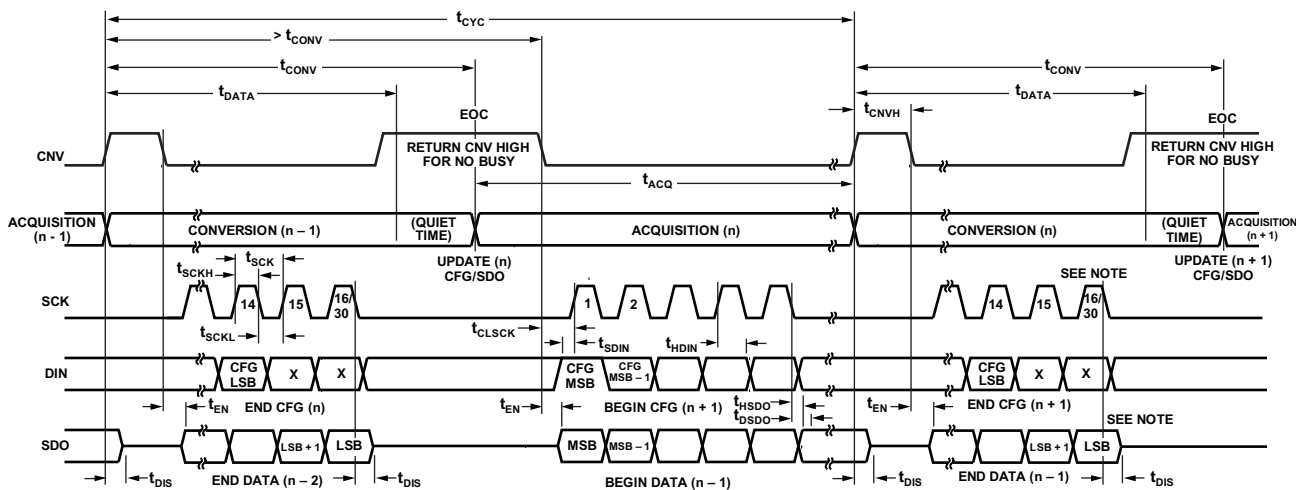 tCYC
> tCONV
tCONV
tCONV
tDATA
tDATA
EOC
tCNVH
EOC
CNV
RETURN CNV HIGH
FOR NO BUSY
RETURN CNV HIGH
FOR NO BUSY
tACQ
ACQUISITION
(n - 1)
CONVERSION (n – 1)
(QUIET
TIME)
ACQUISITION (n)
CONVERSION (n)
(QUIET
TIME)
ACQUISITION
(n + 1)
UPDATE (n)
CFG/SDO
UPDATE (n + 1)
CFG/SDO
tSCK
tSCKH
SEE NOTE
SCK
14
15
16/
30
1
2
14
15
16/
30
tSCKL
tCLSCK
tSDIN
tHDIN
DIN
CFG
LSB
X
X
CFG
MSB
CFG
MSB – 1
CFG
LSB
X
X
tEN
END CFG (n)
tEN
BEGIN CFG (n + 1)
tHSDO
tDSDO
tEN
END CFG (n + 1)
SEE NOTE
SDO
LSB + 1
LSB
MSB
MSB – 1
LSB + 1
LSB
tDIS
END DATA (n – 2)
tDIS
BEGIN DATA (n – 1)
tDIS
END DATA (n – 1)
tDIS